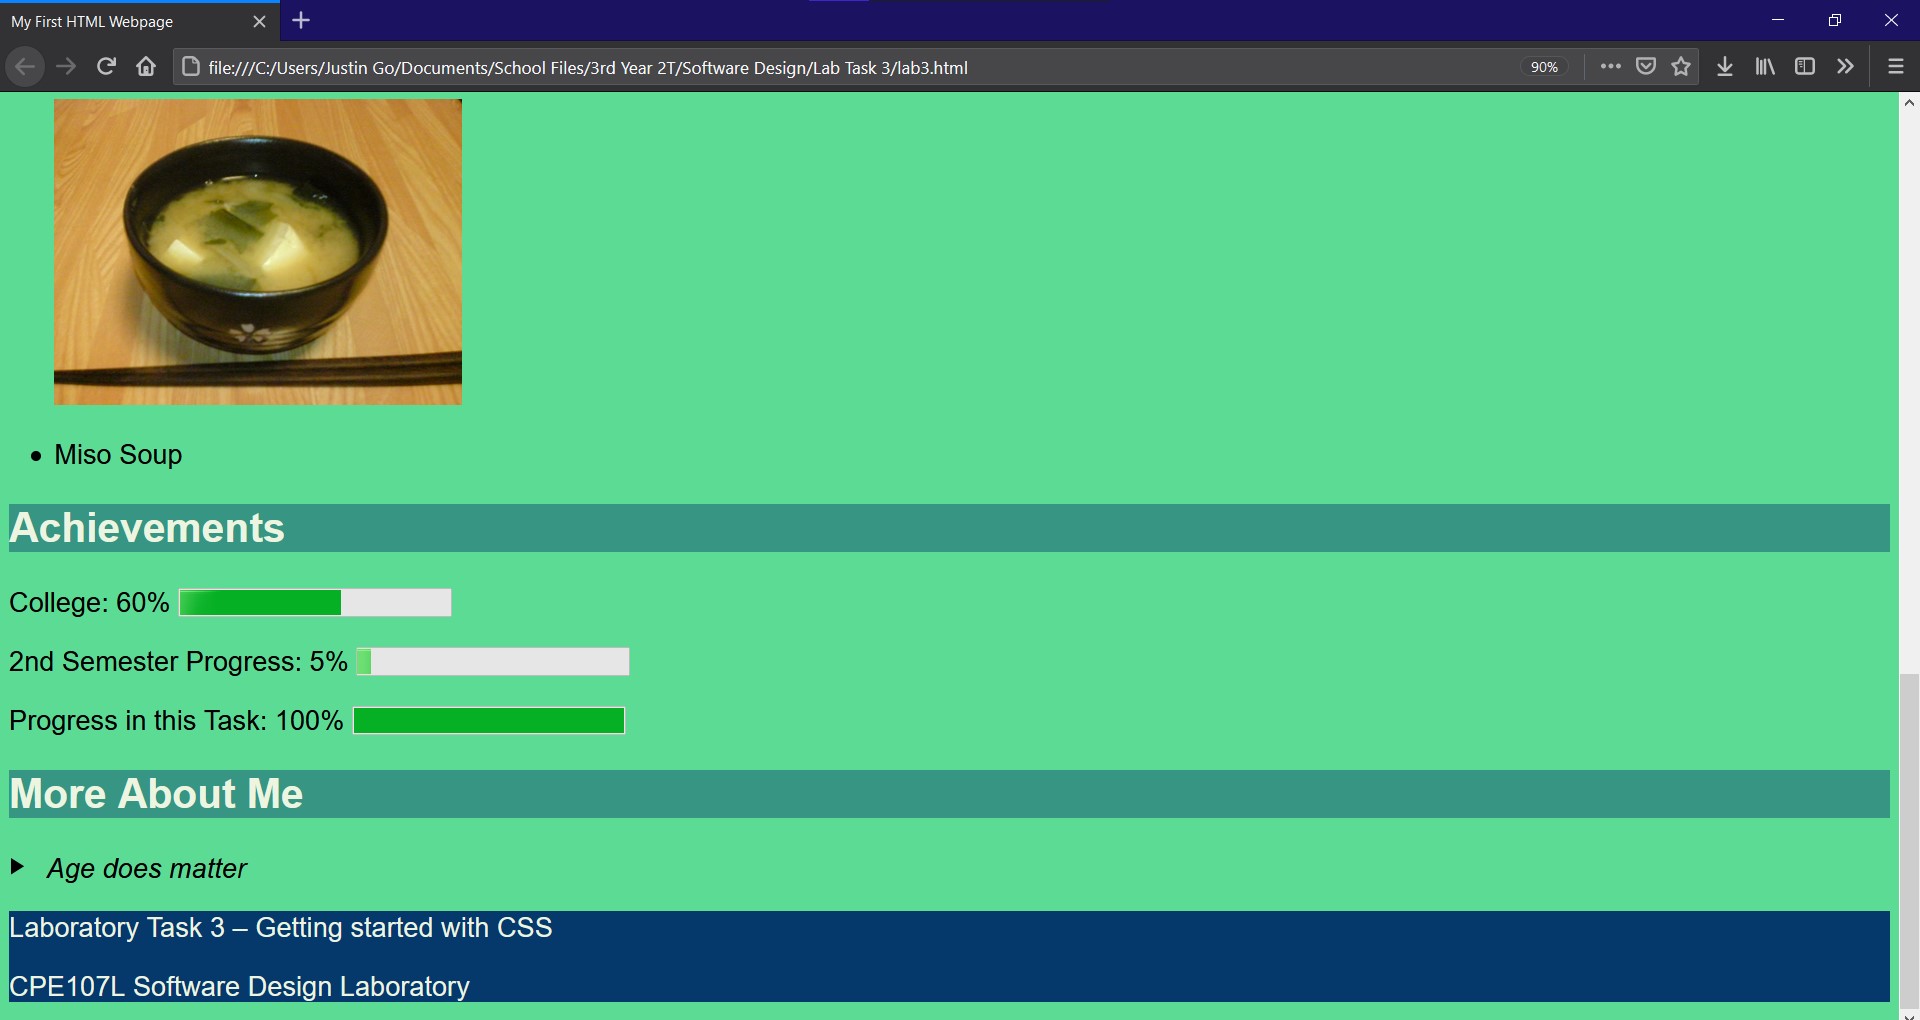 My First HTML Webpage
file:///C:/Users/Justin Go/Documents/School Files/3rd Year 2T/Software Design/Lab Task 3/lab3.html
90%
Miso Soup
Achievements
College: 60%
2nd Semester Progress: 5%
Progress in this Task: 100%
More About Me
Age does matter
Laboratory Task 3 – Getting started with CSS
CPE107L Software Design Laboratory